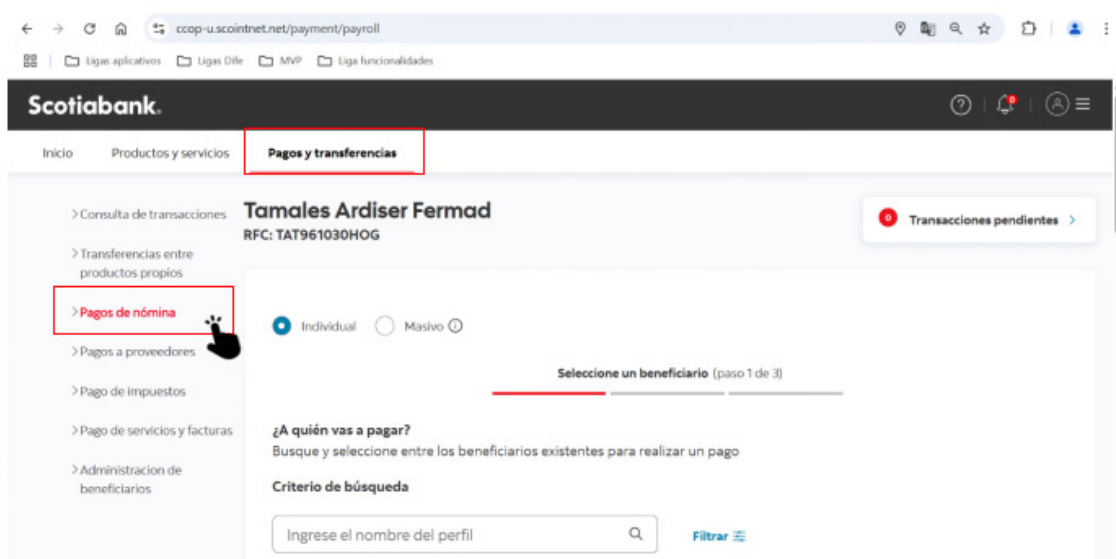 ccop-u.scointnet.net/payment/payroll
Ligas aplicativos Ligas Dife MVP Liga funcionalidades
Scotiabank.
Inicio Productos y servicios Pagos y transferencias
>Consulta de transacciones
>Transferencias entre
productos propios
>Pagos de nómina
>Pagos a proveedores
>Pago de impuestos
>Pago de servicios y facturas
>Administracion de
beneficiarios
Tamales Ardiser Fermad
RFC: TAT961030HOG
0 Transacciones pendientes >
Individual Masivo
Seleccione un beneficiario (paso 1 de 3)
¿A quién vas a pagar?
Busque y seleccione entre los beneficiarios existentes para realizar un pago
Criterio de búsqueda
Ingrese el nombre del perfil Filtrar